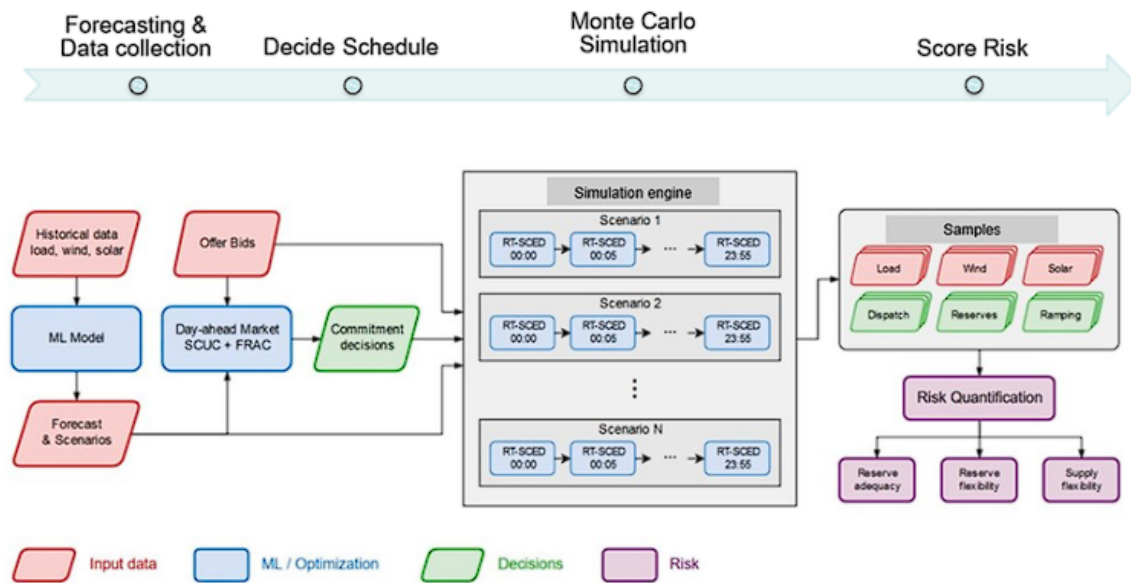 Forecasting &
Data collection
Decide Schedule
Monte Carlo
Simulation
Score Risk
Historical data
load, wind, solar
Offer Bids
ML Model
Day-ahead Market
SCUC + FRAC
Commitment
decisions
Forecast
& Scenarios
Simulation engine
Scenario 1
RT-SCED
00:00
RT-SCED
00:05
...
RT-SCED
23:55
Scenario 2
RT-SCED
00:00
RT-SCED
00:05
...
RT-SCED
23:55
Scenario N
RT-SCED
00:00
RT-SCED
00:05
...
RT-SCED
23:55
Samples
Load
Wind
Solar
Dispatch
Reserves
Ramping
Risk Quantification
Reserve
adequacy
Reserve
flexibility
Supply
flexibility
Input data
ML / Optimization
Decisions
Risk